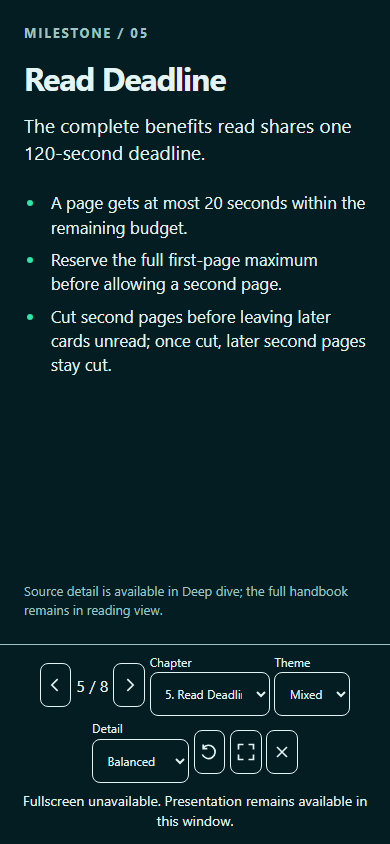 MILESTONE / 05
Read Deadline
The complete benefits read shares one
120-second deadline.
• A page gets at most 20 seconds within the
remaining budget.
• Reserve the full first-page maximum
before allowing a second page.
• Cut second pages before leaving later
cards unread; once cut, later second pages
stay cut.
Source detail is available in Deep dive; the full handbook
remains in reading view.
Chapter
Theme
5 / 8
5. Read Deadli
Mixed
Detail
Balanced
Fullscreen unavailable. Presentation remains available in
this window.